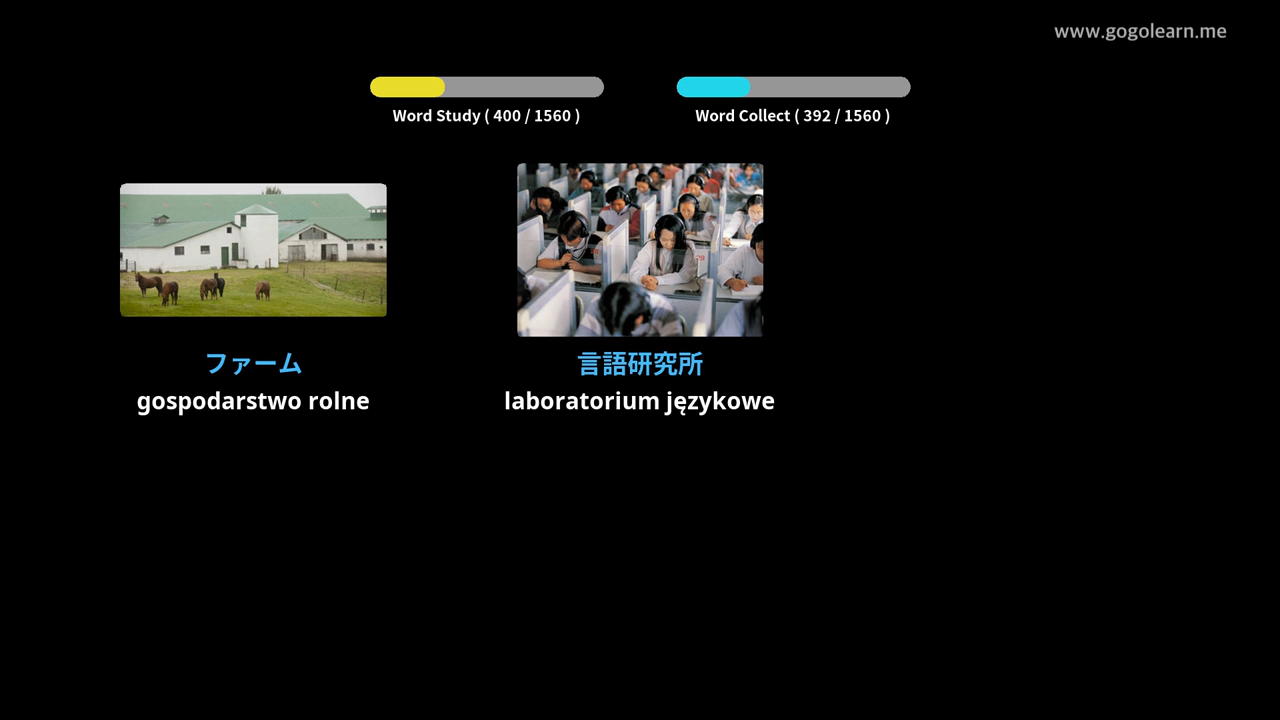 www.gogolearn.me
Word Study ( 400 / 1560 )
Word Collect ( 392 / 1560 )
ファーム
gospodarstwo rolne
言語研究所
laboratorium językowe